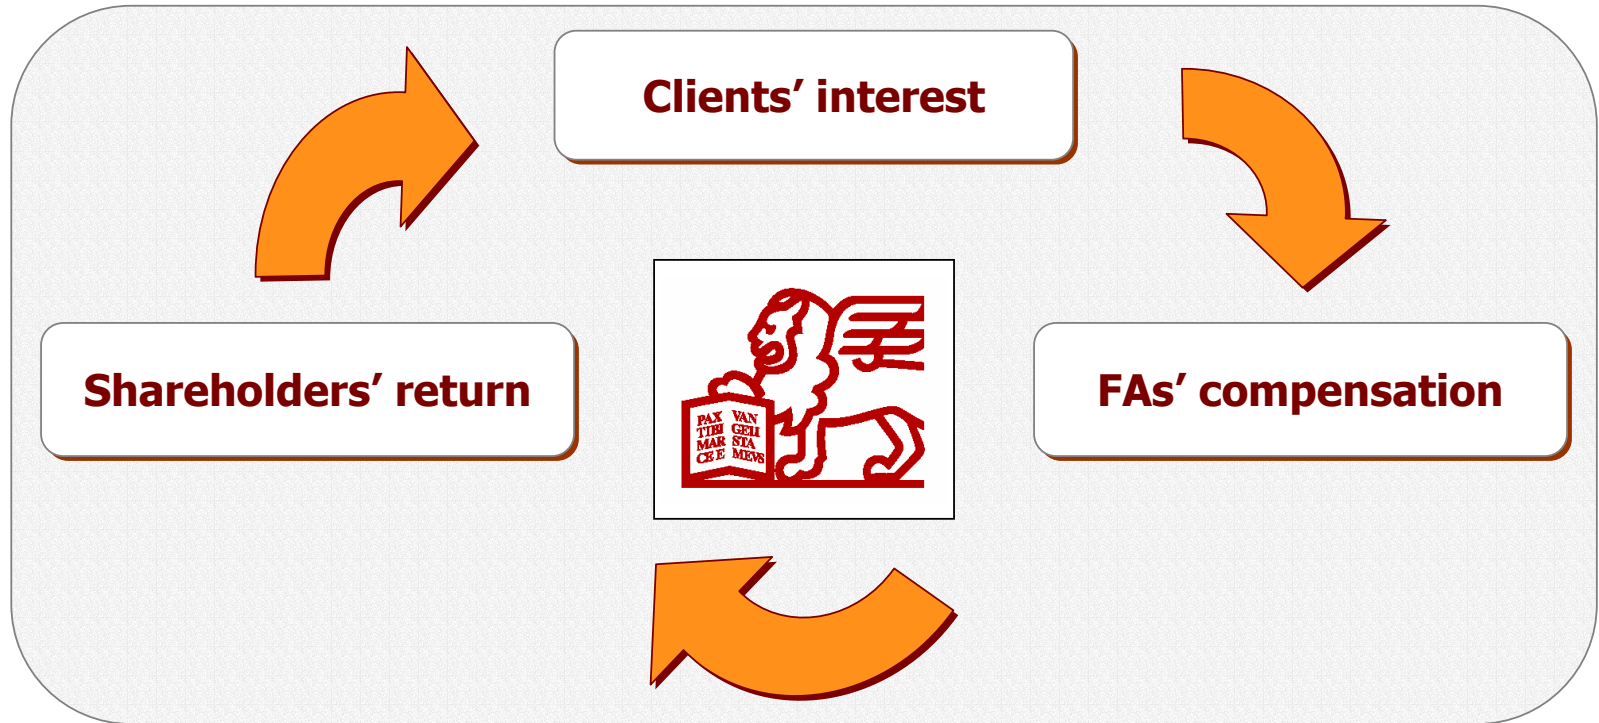 Clients’ interest
Shareholders’ return
FAs’ compensation
PAX VAN
TIBI GELI
MAR STA
CE E MEVS